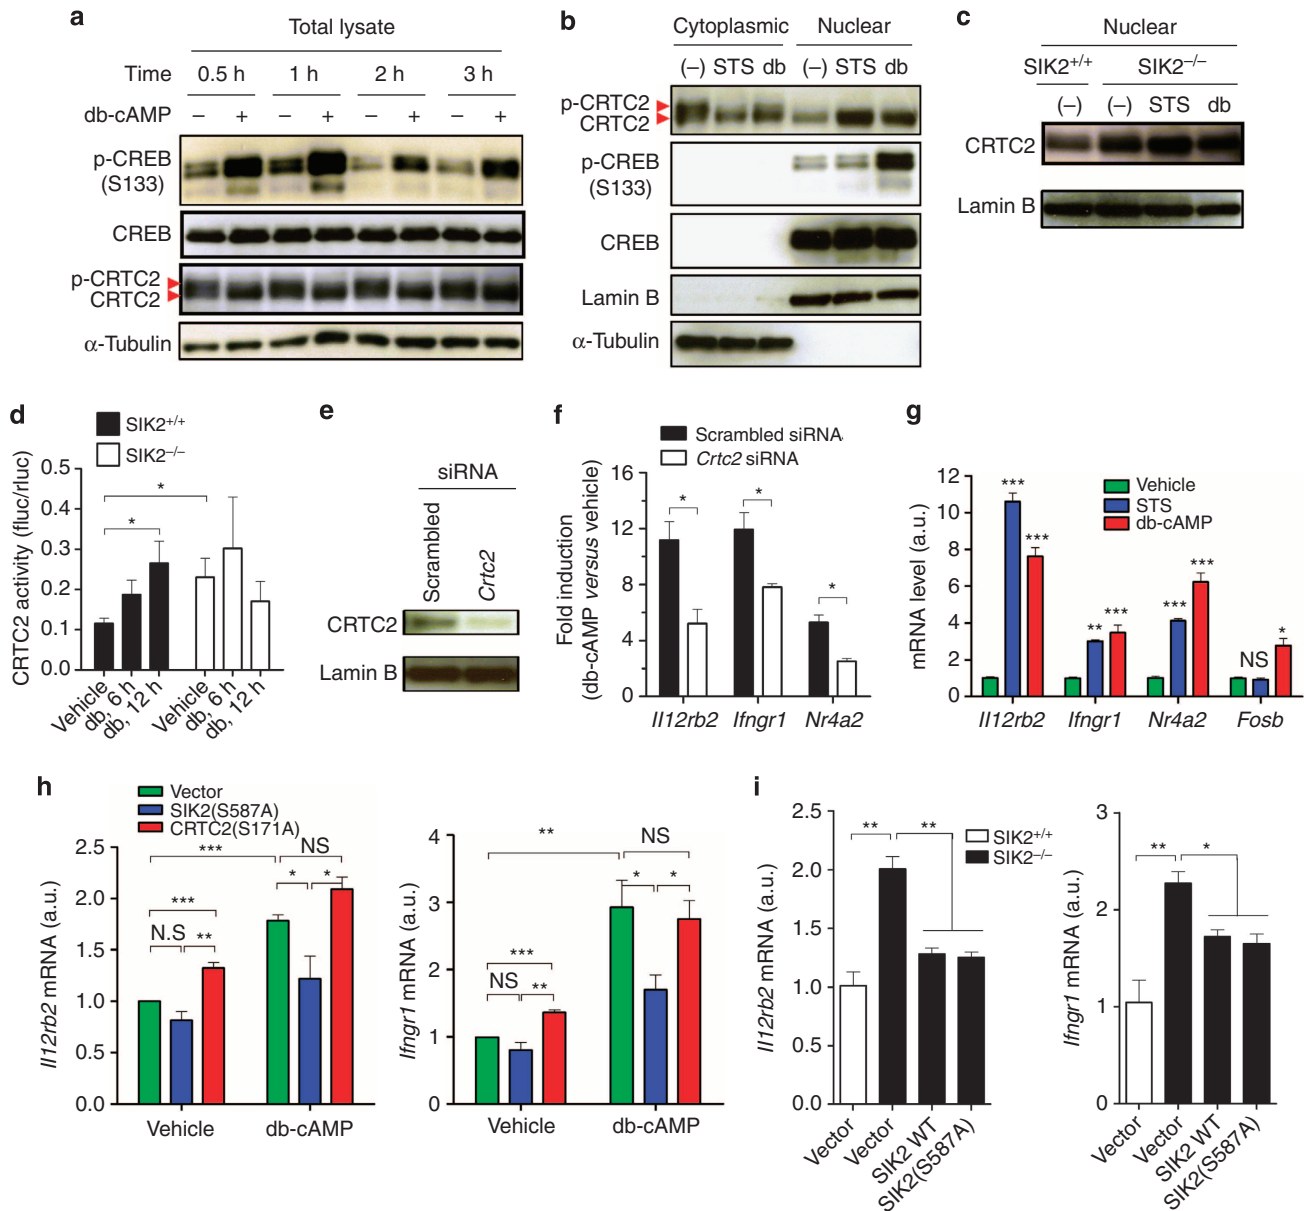 a
Total lysate
Time 0.5 h 1 h 2 h 3 h
db-cAMP – + – + – + – +
p-CREB
(S133)
CREB
p-CRTC2
CRTC2
α-Tubulin
b
Cytoplasmic Nuclear
(–) STS db (–) STS db
p-CRTC2
CRTC2
p-CREB
(S133)
CREB
Lamin B
α-Tubulin
c
Nuclear
SIK2+/+ SIK2–/–
(–) (–) STS db
CRTC2
Lamin B
d
SIK2+/+
SIK2–/–
CRTC2 activity (fluc/rluc)
0.5
0.4
0.3
0.2
0.1
0.0
* *
Vehicle
db, 6 h
db, 12 h
Vehicle
db, 6 h
db, 12 h
e
siRNA
Scrambled
Crtc2
CRTC2
Lamin B
f
Scrambled siRNA
Crtc2 siRNA
Fold induction
(db-cAMP versus vehicle)
16
12
8
4
0
* * *
Il12rb2 Ifngr1 Nr4a2
g
Vehicle
STS
db-cAMP
mRNA level (a.u.)
12
10
8
6
4
2
0
*** *** ** *** *** *** NS *
Il12rb2 Ifngr1 Nr4a2 Fosb
h
Vector
SIK2(S587A)
CRTC2(S171A)
Il12rb2 mRNA (a.u.)
2.5
2.0
1.5
1.0
0.5
0.0
*** NS
* *
***
N.S **
Vehicle db-cAMP
Ifngr1 mRNA (a.u.)
4
3
2
1
0
** NS
* *
***
NS **
Vehicle db-cAMP
i
SIK2+/+
SIK2–/–
Il12rb2 mRNA (a.u.)
2.0
1.5
1.0
0.5
0.0
** **
Vector
Vector
SIK2 WT
SIK2(S587A)
Ifngr1 mRNA (a.u.)
3
2
1
0
** *
Vector
Vector
SIK2 WT
SIK2(S587A)